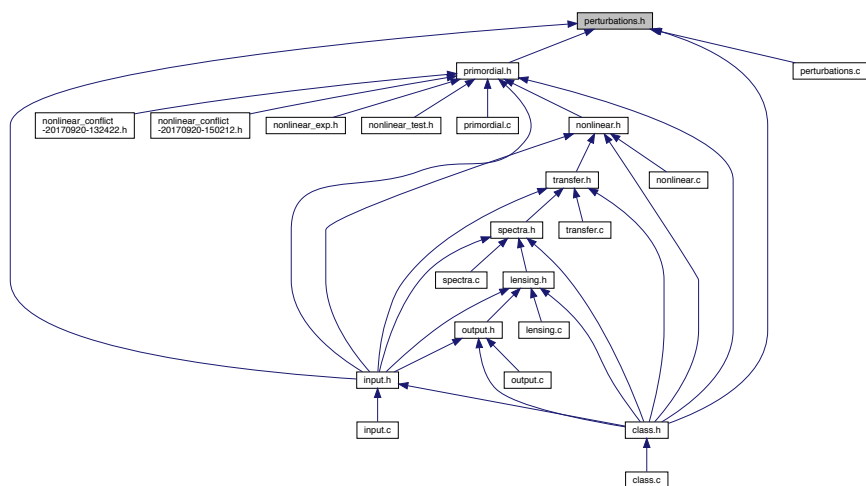 perturbations.h
primordial.h
perturbations.c
nonlinear_conflict
-20170920-132422.h
nonlinear_conflict
-20170920-150212.h
nonlinear_exp.h
nonlinear_test.h
primordial.c
nonlinear.h
transfer.h
nonlinear.c
spectra.h
transfer.c
spectra.c
lensing.h
output.h
lensing.c
input.h
output.c
input.c
class.h
class.c